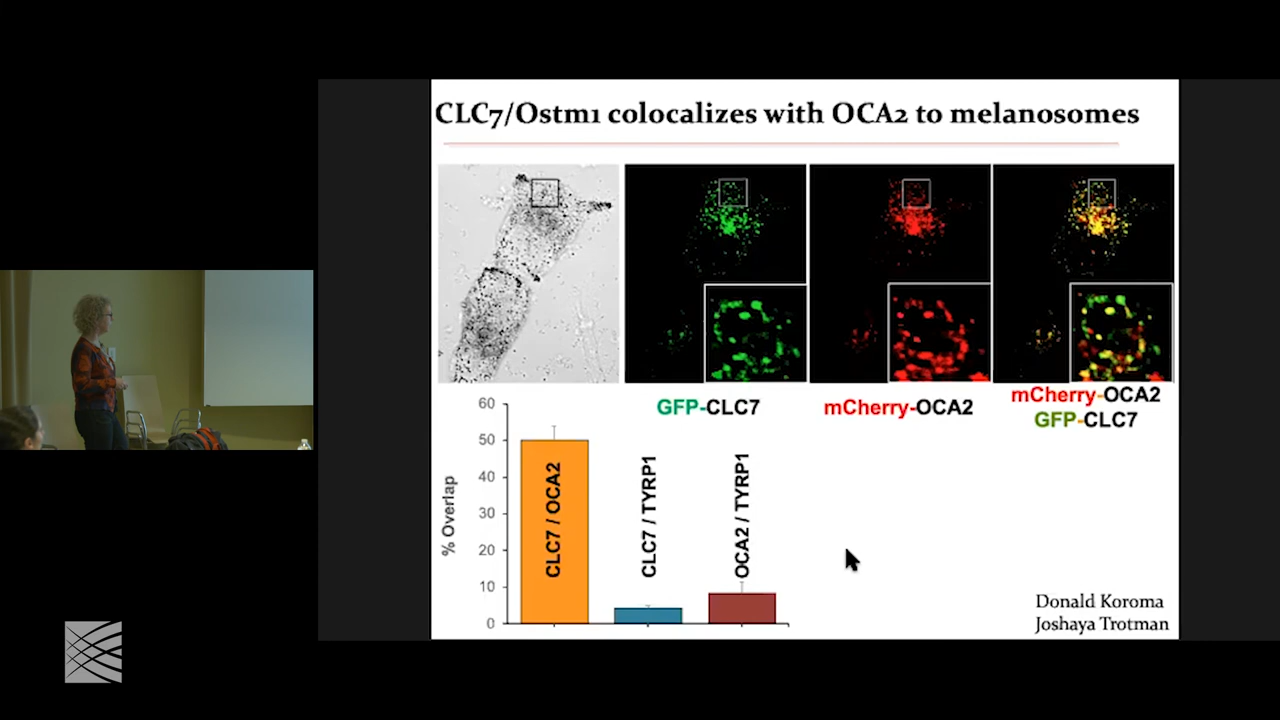 CLC7/Ostm1 colocalizes with OCA2 to melanosomes
GFP-CLC7
mCherry-OCA2
mCherry-OCA2
GFP-CLC7
% Overlap
60
50
40
30
20
10
0
CLC7 / OCA2
CLC7 / TYRP1
OCA2 / TYRP1
Donald Koroma
Joshaya Trotman